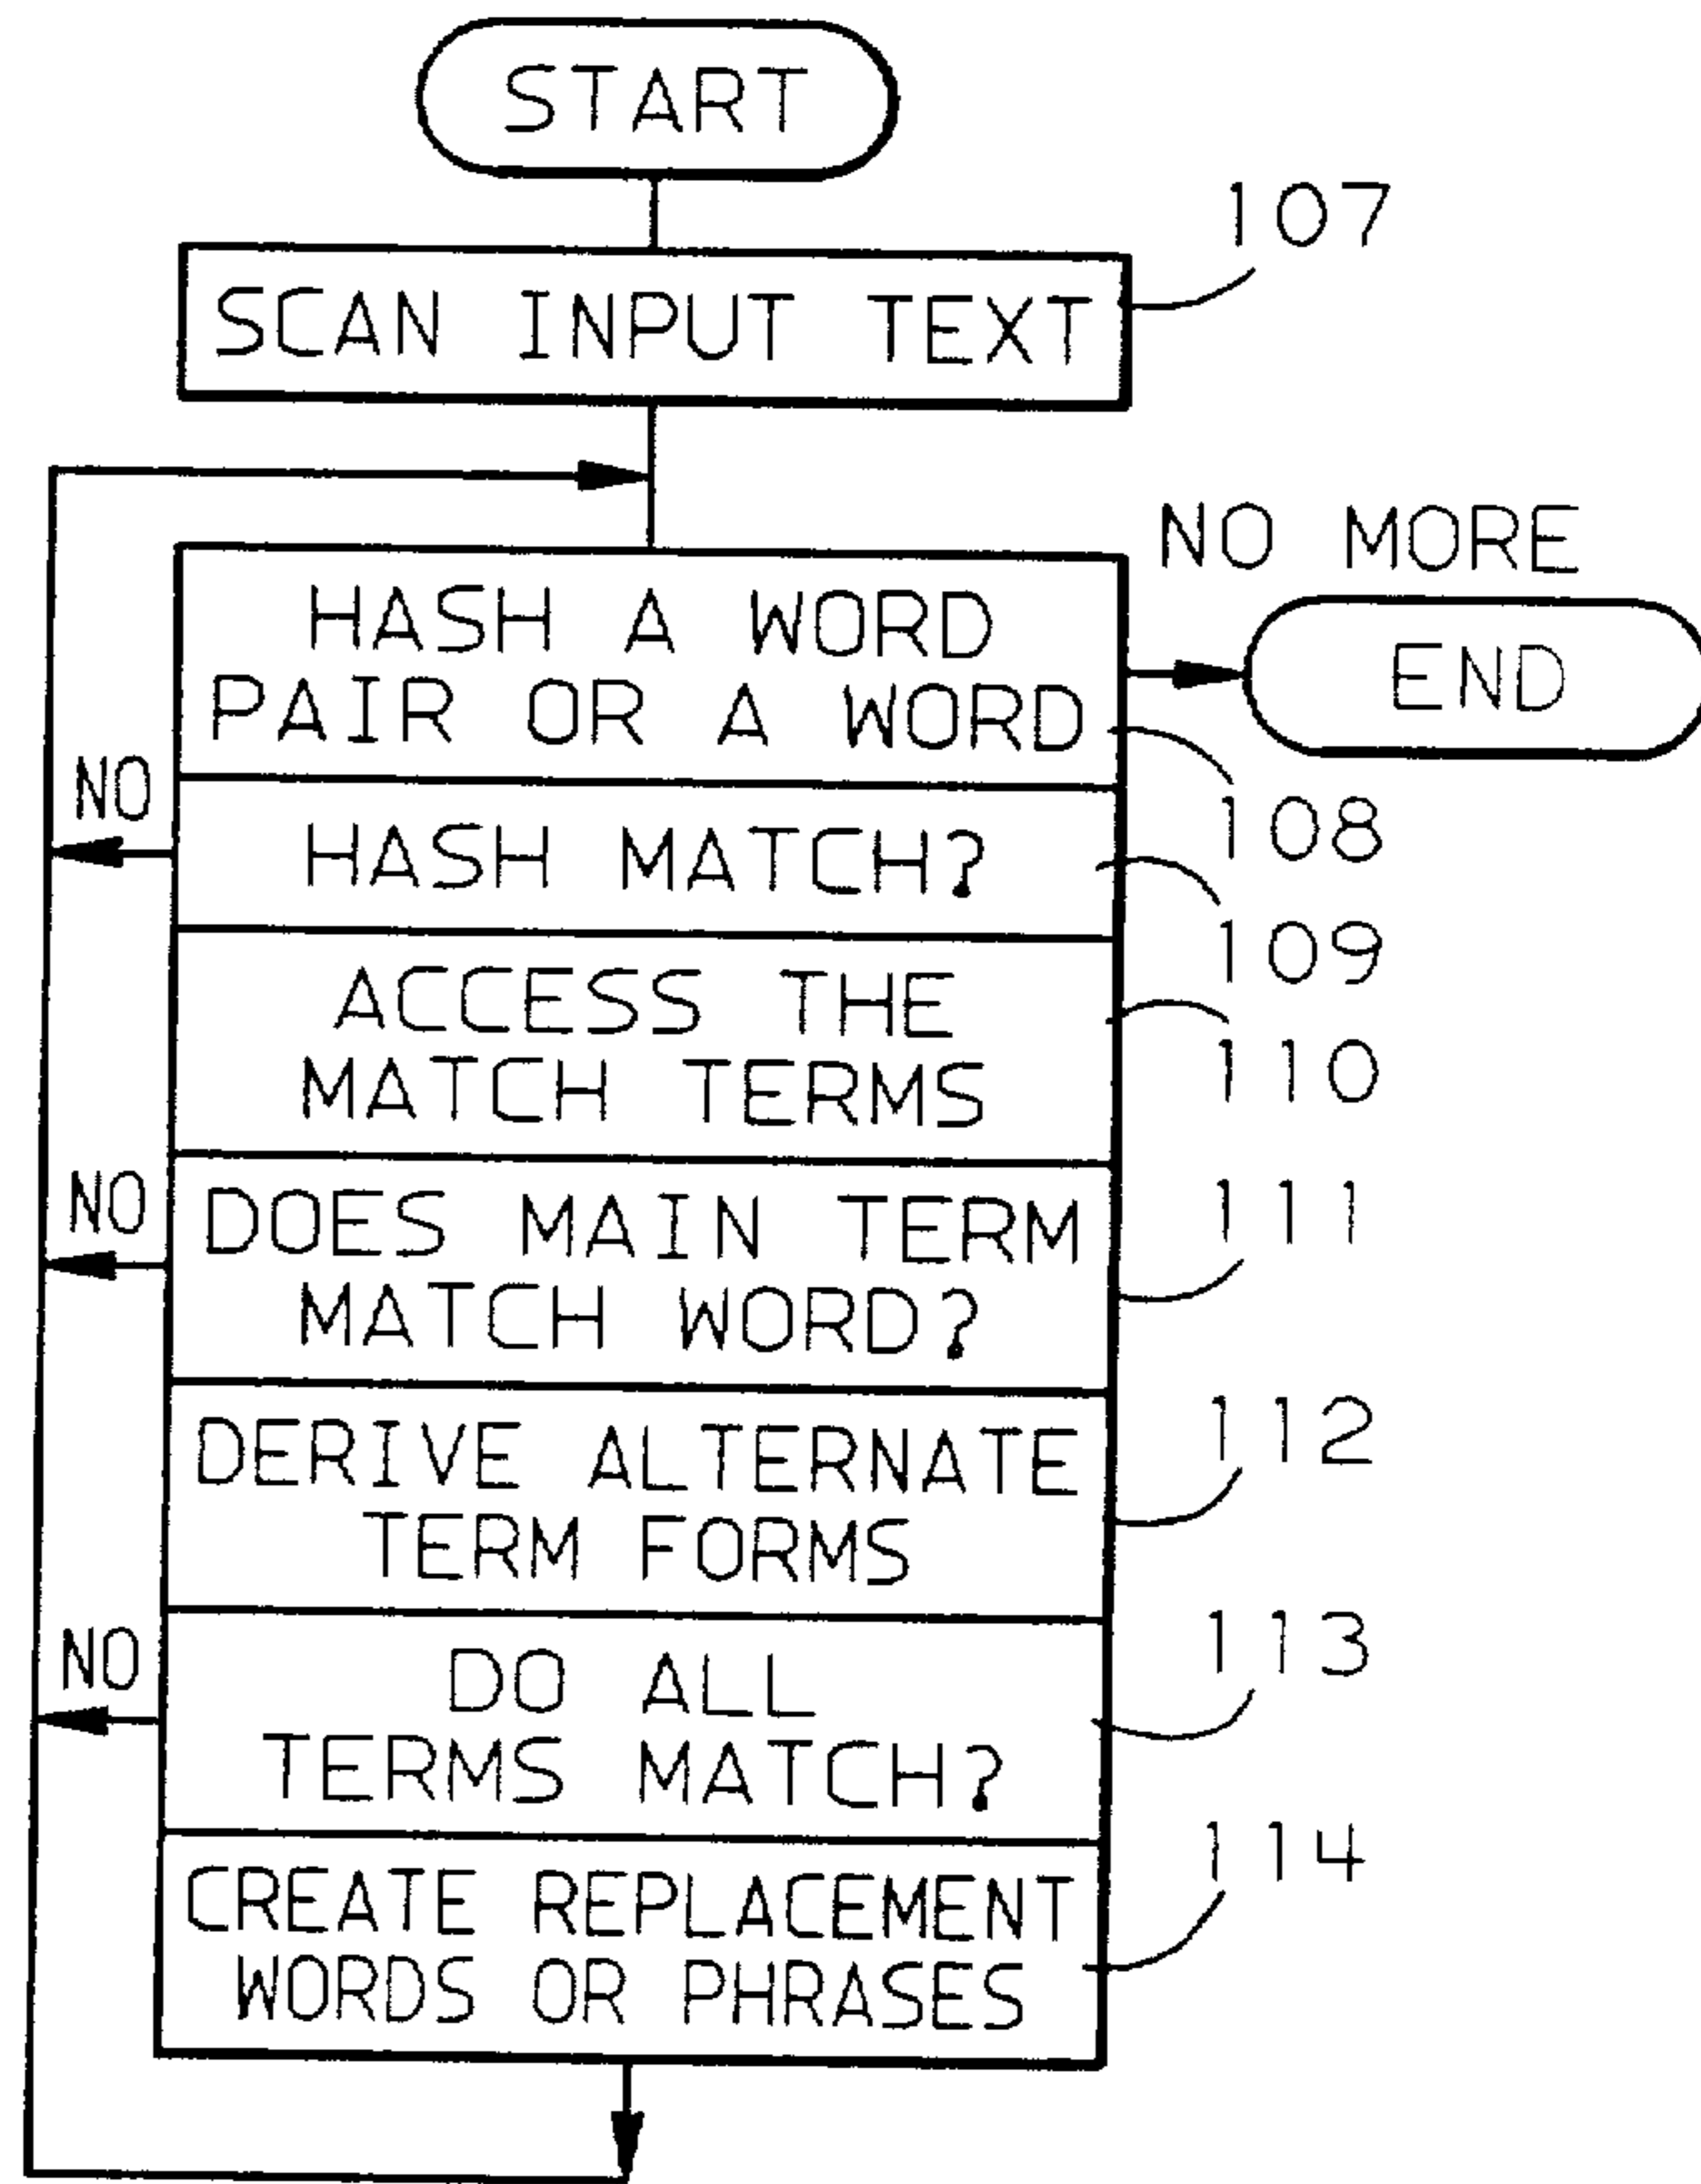 START
107
SCAN INPUT TEXT
NO MORE
HASH A WORD
PAIR OR A WORD
END
NO
108
HASH MATCH?
109
ACCESS THE
MATCH TERMS
110
NO
DOES MAIN TERM
MATCH WORD?
111
DERIVE ALTERNATE
TERM FORMS
112
NO
DO ALL
TERMS MATCH?
113
CREATE REPLACEMENT
WORDS OR PHRASES
114